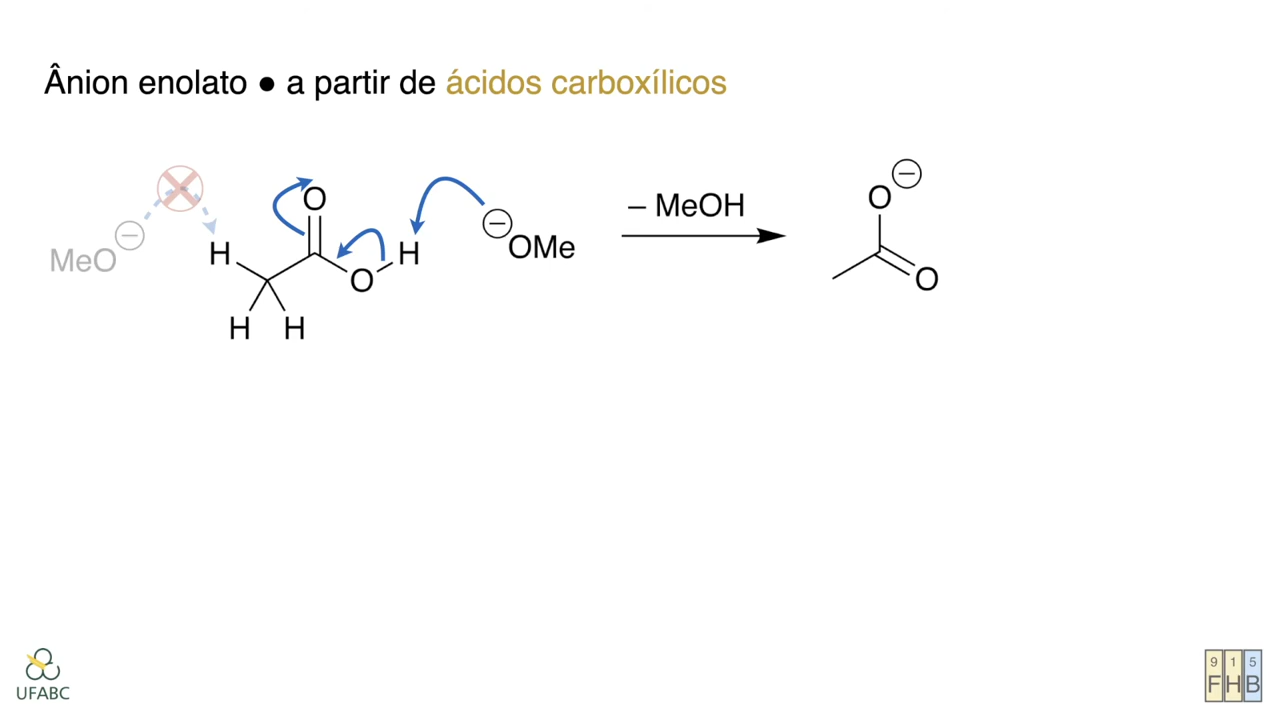 Ânion enolato ● a partir de ácidos carboxílicos
MeO –
H
H H
O
O
H
– OMe
– MeOH
O –
O
UFABC
9 1 5
F H B